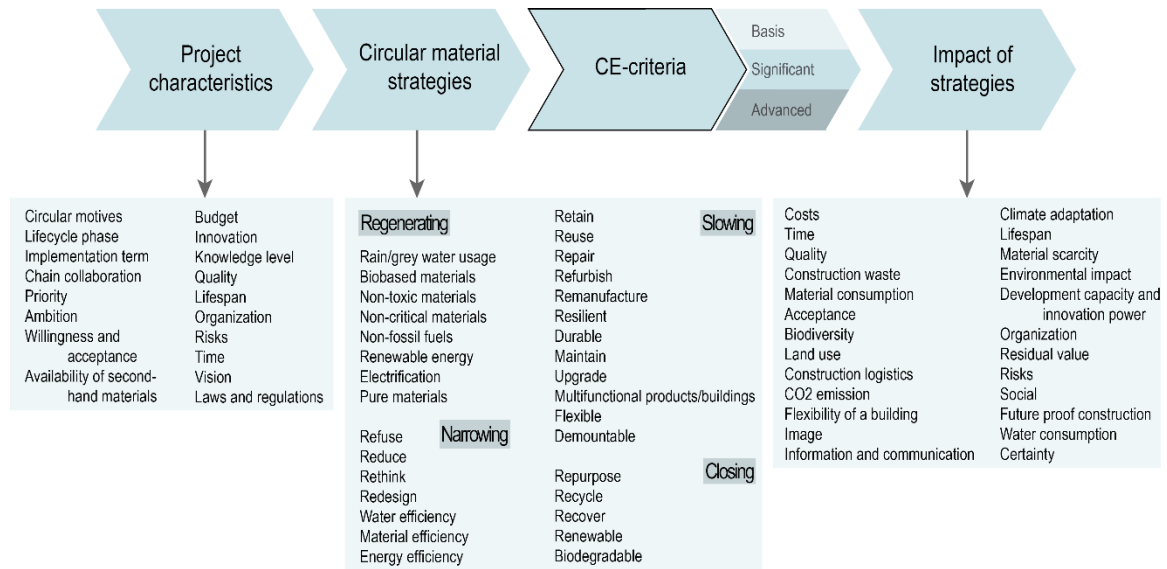 Project
characteristics
Circular material
strategies
CE-criteria
Basis
Significant
Advanced
Impact of
strategies
Circular motives
Lifecycle phase
Implementation term
Chain collaboration
Priority
Ambition
Willingness and
acceptance
Availability of second-
hand materials
Budget
Innovation
Knowledge level
Quality
Lifespan
Organization
Risks
Time
Vision
Laws and regulations
Regenerating
Rain/grey water usage
Biobased materials
Non-toxic materials
Non-critical materials
Non-fossil fuels
Renewable energy
Electrification
Pure materials
Narrowing
Refuse
Reduce
Rethink
Redesign
Water efficiency
Material efficiency
Energy efficiency
Slowing
Retain
Reuse
Repair
Refurbish
Remanufacture
Resilient
Durable
Maintain
Upgrade
Multifunctional products/buildings
Flexible
Demountable
Closing
Repurpose
Recycle
Recover
Renewable
Biodegradable
Costs
Time
Quality
Construction waste
Material consumption
Acceptance
Biodiversity
Land use
Construction logistics
CO2 emission
Flexibility of a building
Image
Information and communication
Climate adaptation
Lifespan
Material scarcity
Environmental impact
Development capacity and
innovation power
Organization
Residual value
Risks
Social
Future proof construction
Water consumption
Certainty